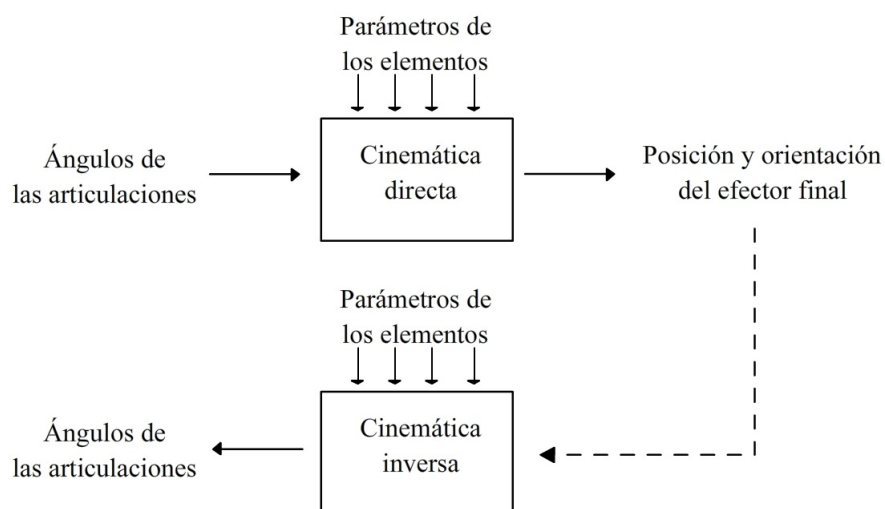 Parámetros de
los elementos
Ángulos de
las articulaciones
Cinemática
directa
Posición y orientación
del efector final
Parámetros de
los elementos
Ángulos de
las articulaciones
Cinemática
inversa